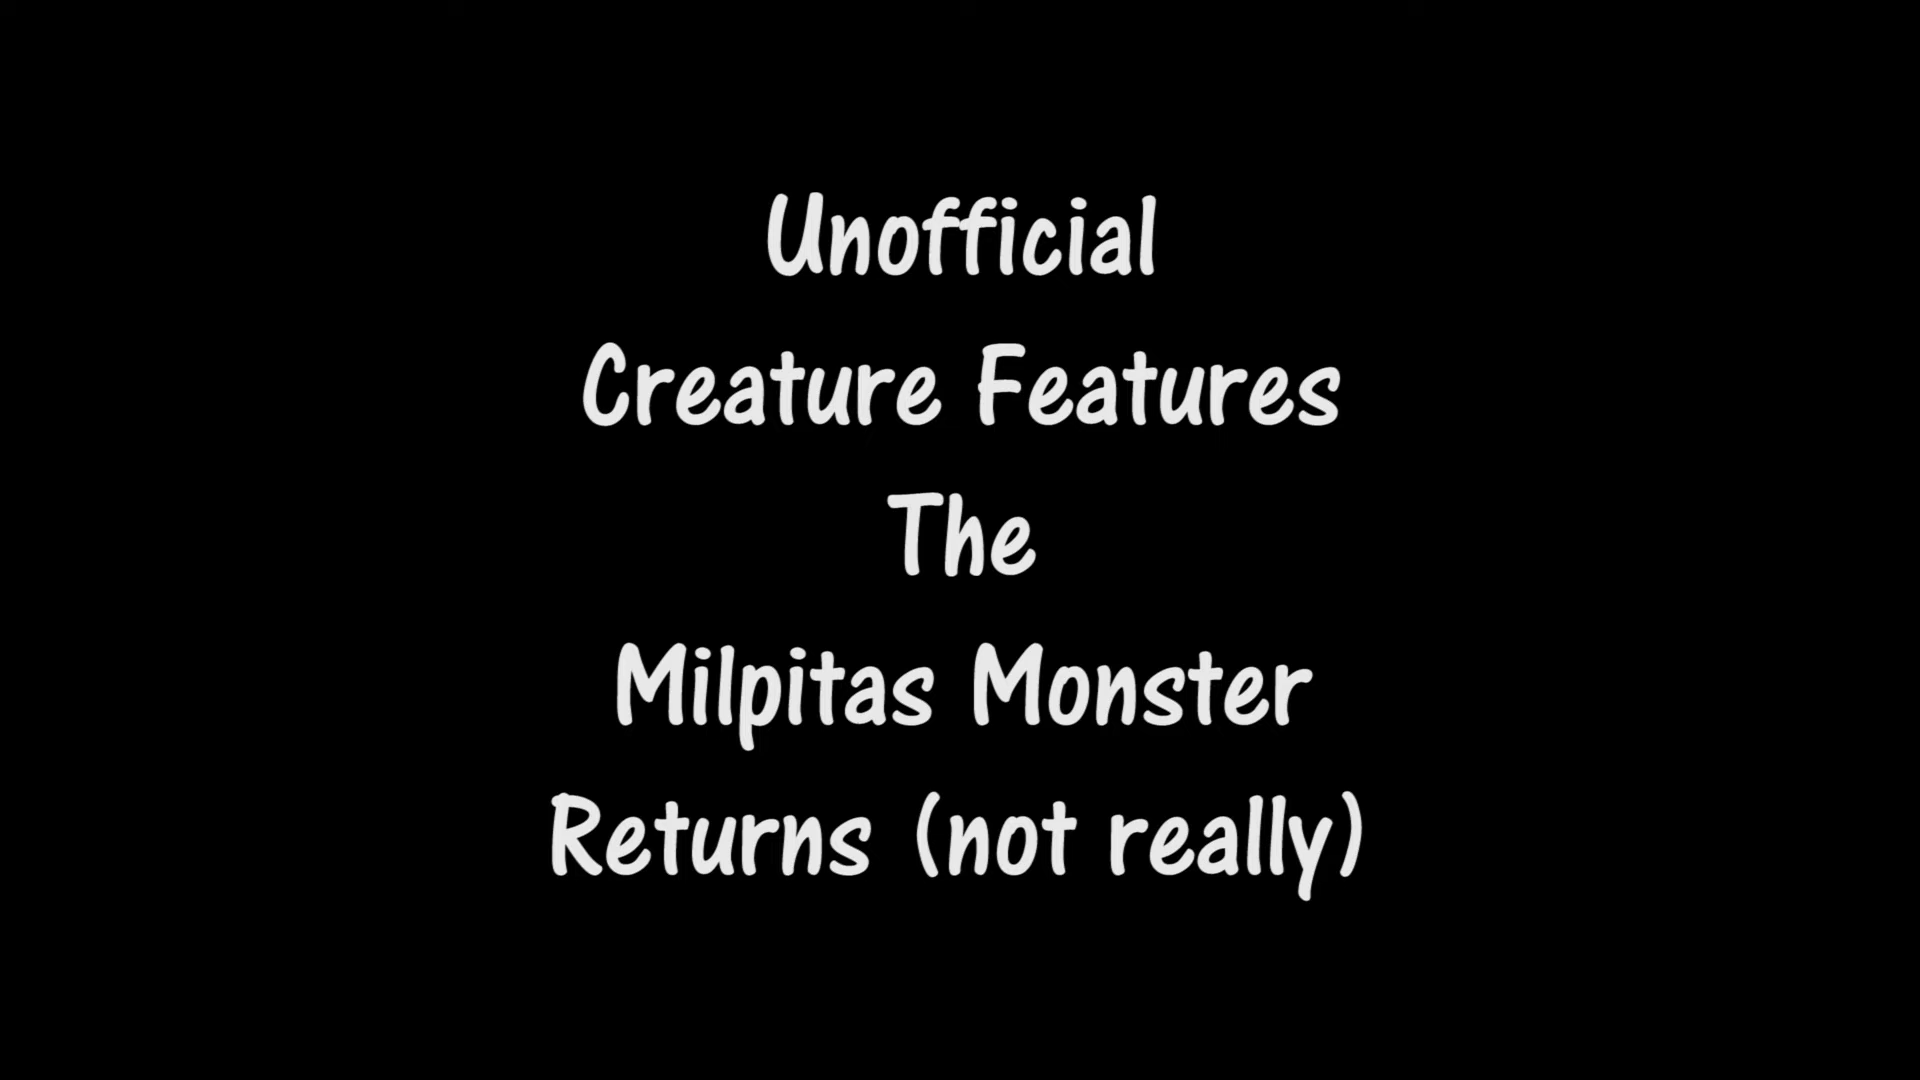 Unofficial
Creature Features
The
Milpitas Monster
Returns (not really)